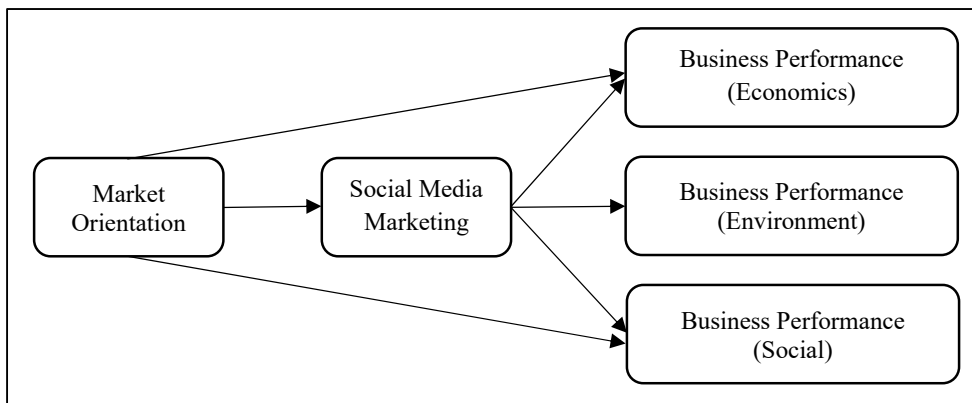 Market
Orientation
Social Media
Marketing
Business Performance
(Economics)
Business Performance
(Environment)
Business Performance
(Social)